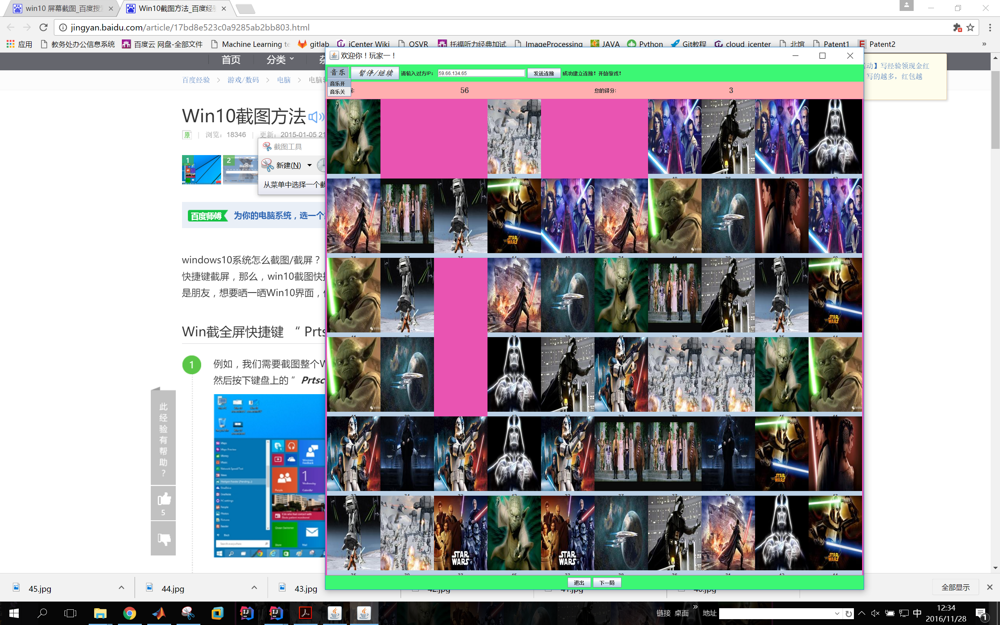 win10 屏幕截图_百度搜
Win10截图方法_百度经
jingyan.baidu.com/article/17bd8e523c0a9285ab2bb803.html
应用
教务处办公信息系统
百度云 网盘-全部文件
Machine Learning te
gitlab
iCenter Wiki
OSVR
托福听力经典加试
ImageProcessing
JAVA
Python
Git教程
cloud_icenter
北馆
Patent1
Patent2
首页
分类
百度经验 > 游戏/数码 > 电脑 >
Win10截图方法
原 | 浏览：18346 | 更新：2015-01-05 21
1
2
截图工具
新建(N)
从菜单中选择一个截
百度师傅
为你的电脑系统，选一个
windows10系统怎么截图/截屏？
快捷键截屏，那么，win10截图快
是朋友，想要晒一晒Win10界面，
Win截全屏快捷键 “ Prts
1
例如，我们需要截图整个W
然后按下键盘上的 ” Prtsc
此经验有帮助？
5
动】写经验领现金红
写的越多，红包越
欢迎你！玩家一！
音乐
暂停/继续
请输入对方IP：
59.66.134.65
发送连接
成功建立连接！开始游戏！
音乐开
音乐关
56
您的得分:
3
STAR WARS
STAR WARS
STAR WARS
STAR WARS
STAR WARS
STAR WARS
退出
下一局
45.jpg
44.jpg
43.jpg
全部显示
链接
桌面
地址
中
12:34
2016/11/28
1